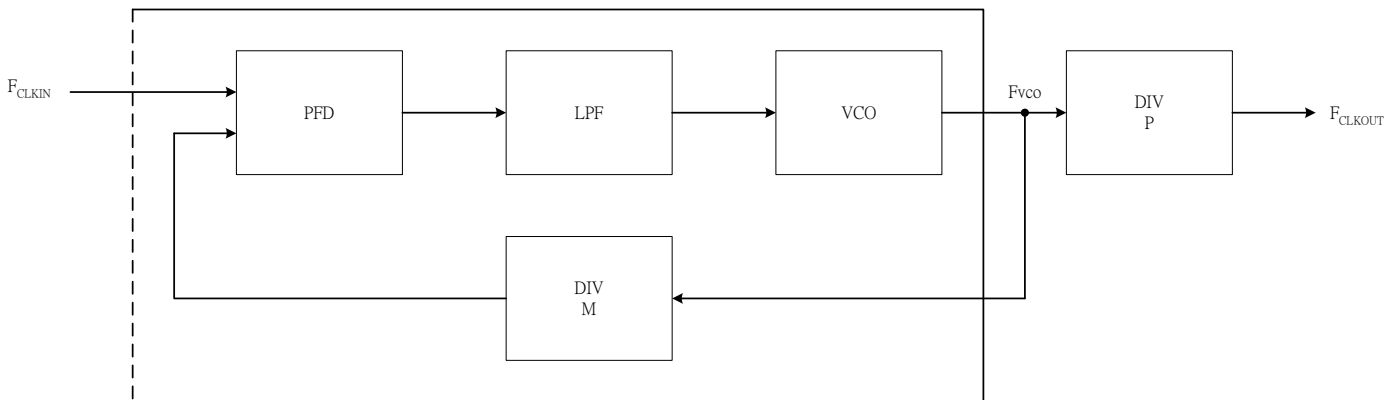 F_CLKIN
PFD
LPF
VCO
Fvco
DIV
P
F_CLKOUT
DIV
M